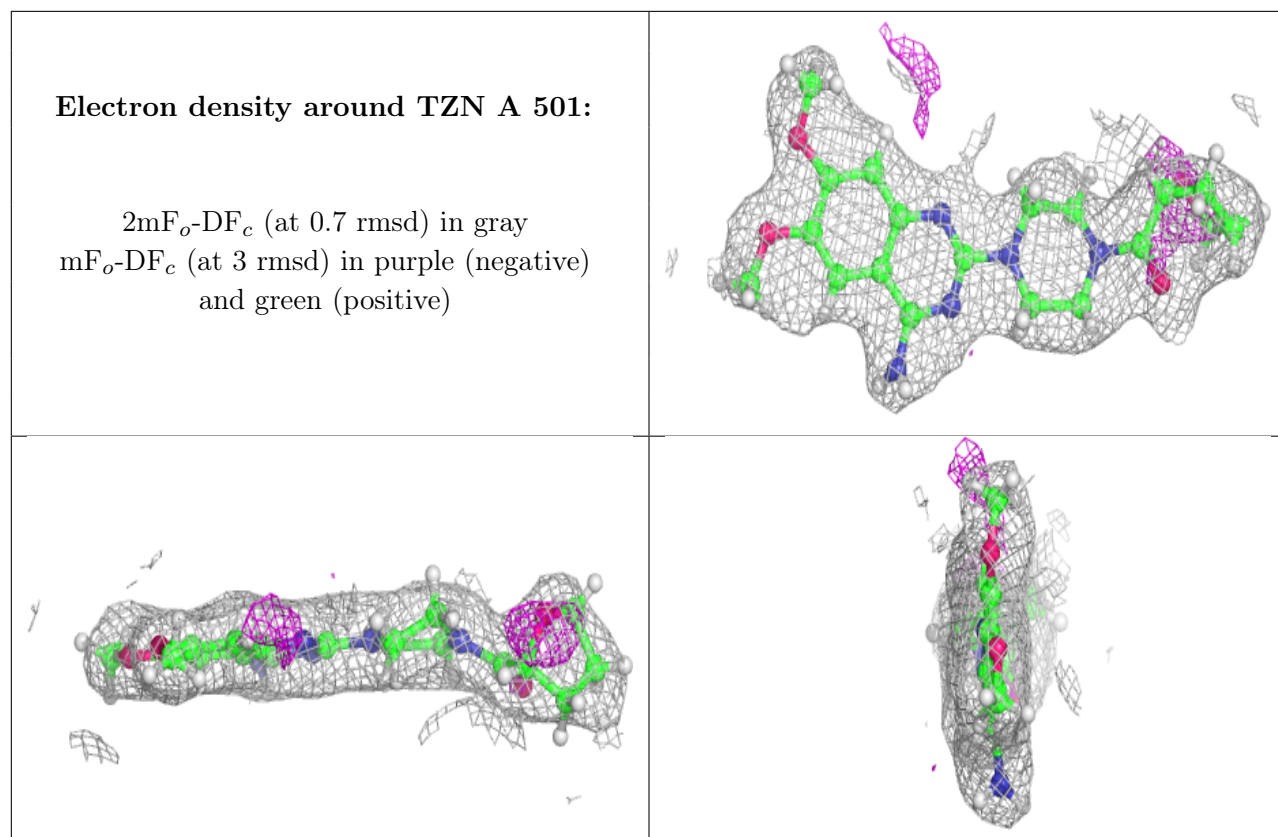 Electron density around TZN A 501:
2mFo-DFc (at 0.7 rmsd) in gray
mFo-DFc (at 3 rmsd) in purple (negative)
and green (positive)